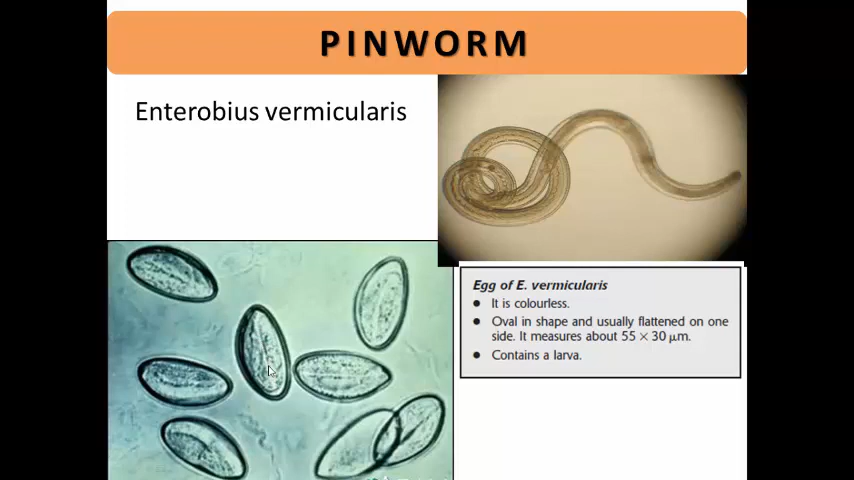 PINWORM
Enterobius vermicularis
Egg of E. vermicularis
● It is colourless.
● Oval in shape and usually flattened on one
side. It measures about 55 × 30 µm.
● Contains a larva.